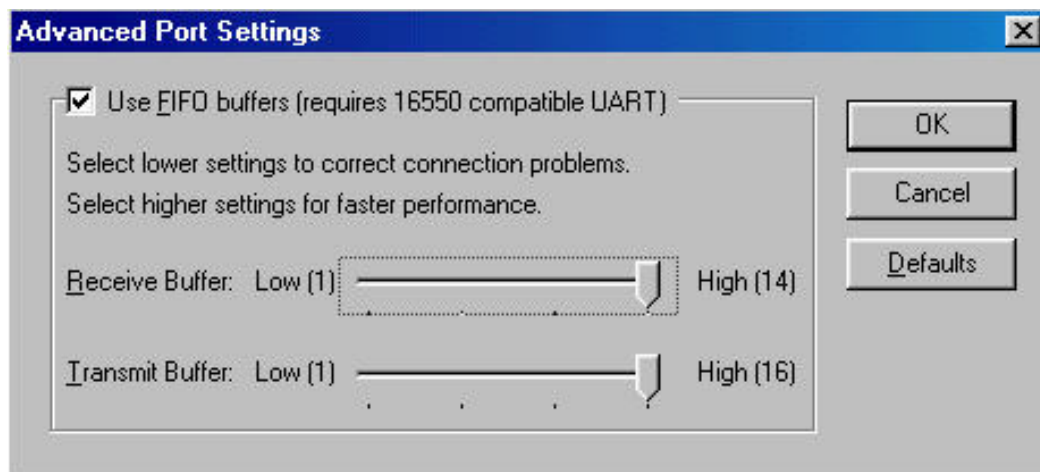 Advanced Port Settings
Use FIFO buffers (requires 16550 compatible UART)
OK
Select lower settings to correct connection problems.
Select higher settings for faster performance.
Cancel
Defaults
Receive Buffer: Low (1) High (14)
Transmit Buffer: Low (1) High (16)